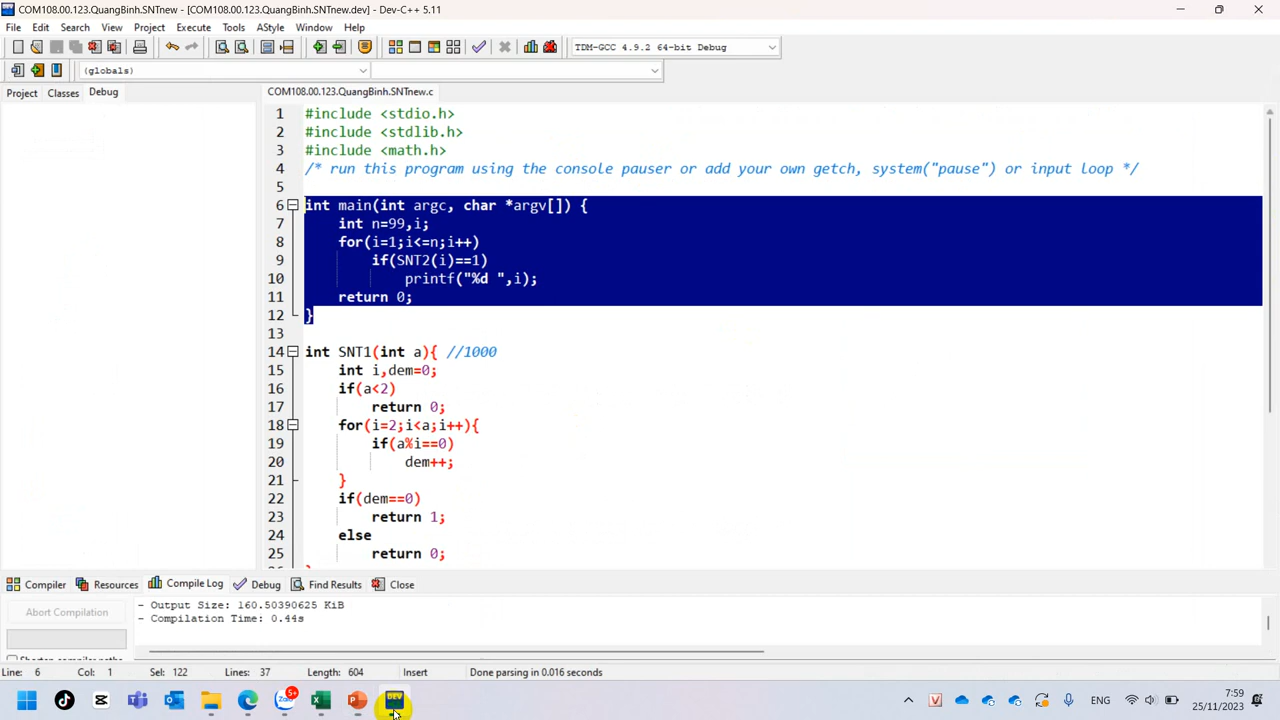 COM108.00.123.QuangBinh.SNTnew - [COM108.00.123.QuangBinh.SNTnew.dev] - Dev-C++ 5.11
File Edit Search View Project Execute Tools AStyle Window Help
TDM-GCC 4.9.2 64-bit Debug
(globals)
Project Classes Debug
COM108.00.123.QuangBinh.SNTnew.c
1 #include <stdio.h>
2 #include <stdlib.h>
3 #include <math.h>
4 /* run this program using the console pauser or add your own getch, system("pause") or input loop */
5
6 int main(int argc, char *argv[]) {
7 int n=99,i;
8 for(i=1;i<=n;i++)
9 if(SNT2(i)==1)
10 printf("%d ",i);
11 return 0;
12 }
13
14 int SNT1(int a){ //1000
15 int i,dem=0;
16 if(a<2)
17 return 0;
18 for(i=2;i<a;i++){
19 if(a%i==0)
20 dem++;
21 }
22 if(dem==0)
23 return 1;
24 else
25 return 0;
Compiler Resources Compile Log Debug Find Results Close
Abort Compilation
- Output Size: 160.50390625 KiB
- Compilation Time: 0.44s
Shorten compiler paths
Line: 6 Col: 1 Sel: 122 Lines: 37 Length: 604 Insert Done parsing in 0.016 seconds
5+
DEV
ENG
7:59
25/11/2023